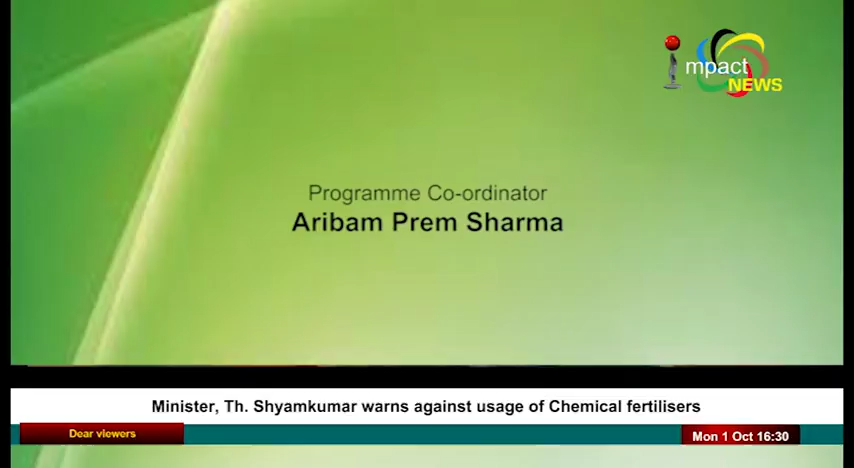 impact
NEWS
Programme Co-ordinator
Aribam Prem Sharma
Minister, Th. Shyamkumar warns against usage of Chemical fertilisers
Dear viewers
Mon 1 Oct 16:30